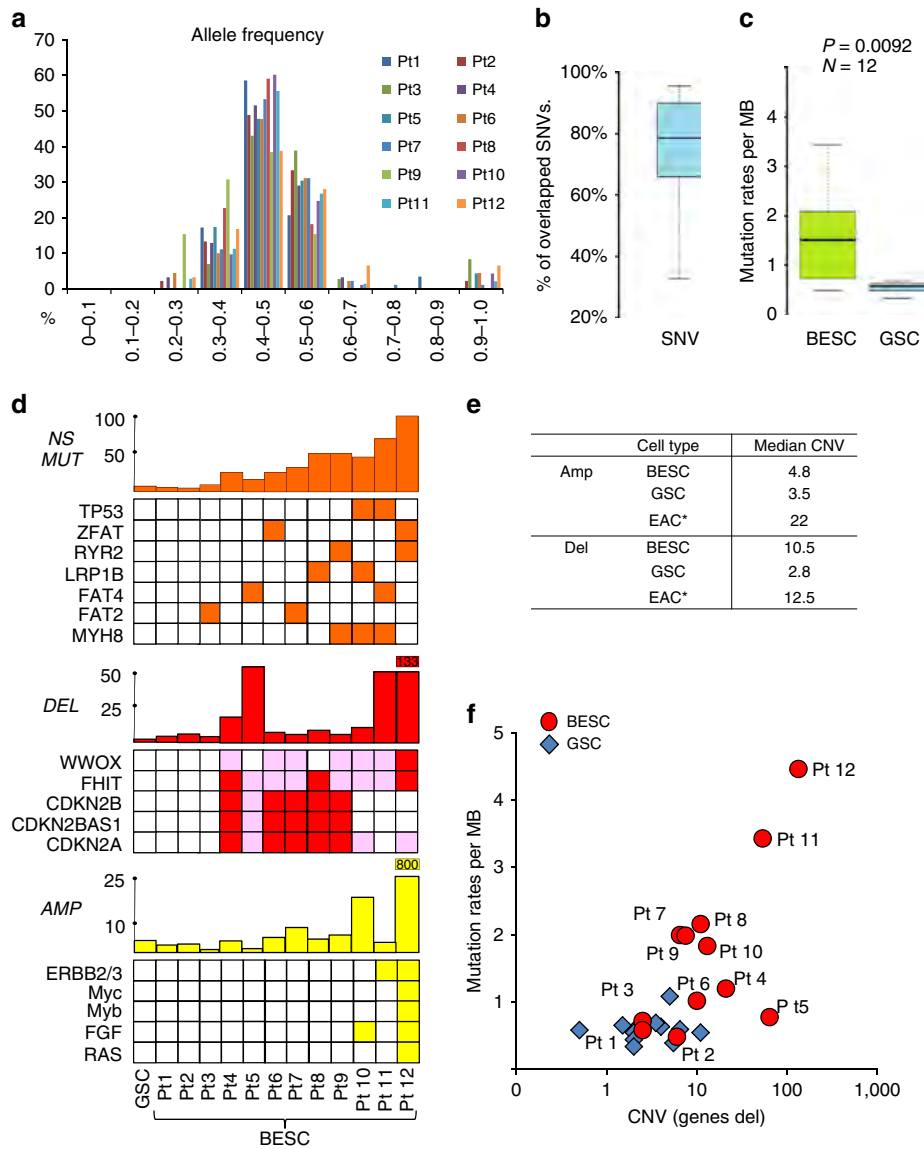 a
Allele frequency
70
60
50
40
30
20
10
0
%
0–0.1
0.1–0.2
0.2–0.3
0.3–0.4
0.4–0.5
0.5–0.6
0.6–0.7
0.7–0.8
0.8–0.9
0.9–1.0
Pt1 Pt2
Pt3 Pt4
Pt5 Pt6
Pt7 Pt8
Pt9 Pt10
Pt11 Pt12
b
% of overlapped SNVs.
100%
80%
60%
40%
20%
SNV
c
P = 0.0092
N = 12
Mutation rates per MB
4
3
2
1
0
BESC GSC
d
NS
MUT
100
50
TP53
ZFAT
RYR2
LRP1B
FAT4
FAT2
MYH8
DEL
50
25
133
WWOX
FHIT
CDKN2B
CDKN2BAS1
CDKN2A
AMP
25
10
800
ERBB2/3
Myc
Myb
FGF
RAS
GSC
Pt1
Pt2
Pt3
Pt4
Pt5
Pt6
Pt7
Pt8
Pt9
Pt 10
Pt 11
Pt 12
BESC
e
Cell type Median CNV
Amp BESC 4.8
GSC 3.5
EAC* 22
Del BESC 10.5
GSC 2.8
EAC* 12.5
f
BESC
GSC
Mutation rates per MB
5
4
3
2
1
Pt 12
Pt 11
Pt 7
Pt 8
Pt 9
Pt 10
Pt 3
Pt 6
Pt 4
P t5
Pt 1
Pt 2
0 1 10 100 1,000
CNV (genes del)